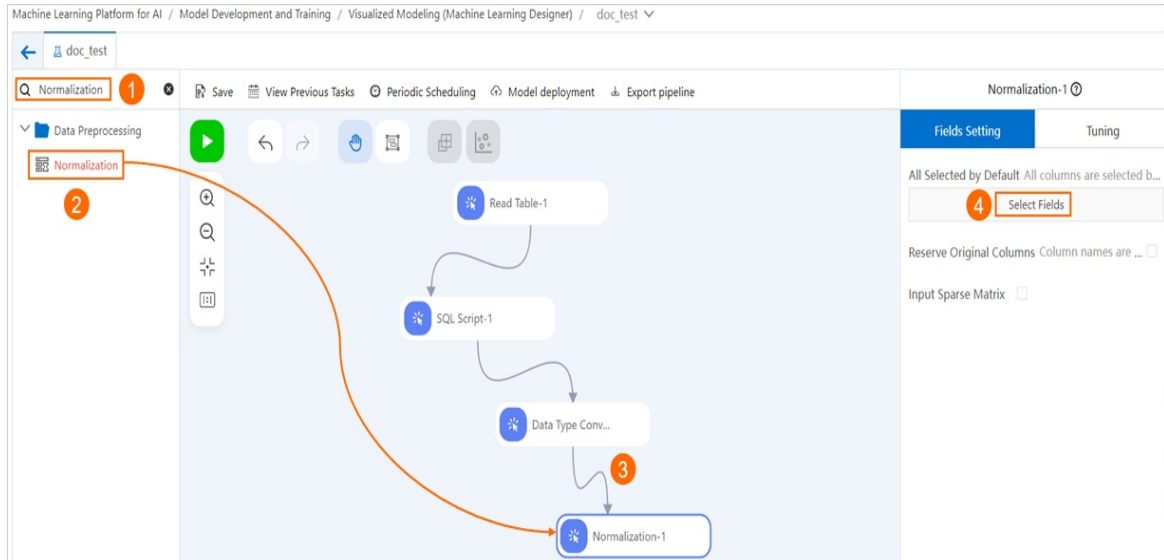 Machine Learning Platform for AI / Model Development and Training / Visualized Modeling (Machine Learning Designer) / doc_test
doc_test
Normalization 1
Save View Previous Tasks Periodic Scheduling Model deployment Export pipeline
Normalization-1
Data Preprocessing
Normalization
2
Fields Setting Tuning
All Selected by Default All columns are selected b...
4 Select Fields
Reserve Original Columns Column names are ...
Input Sparse Matrix
Read Table-1
SQL Script-1
Data Type Conv...
3
Normalization-1